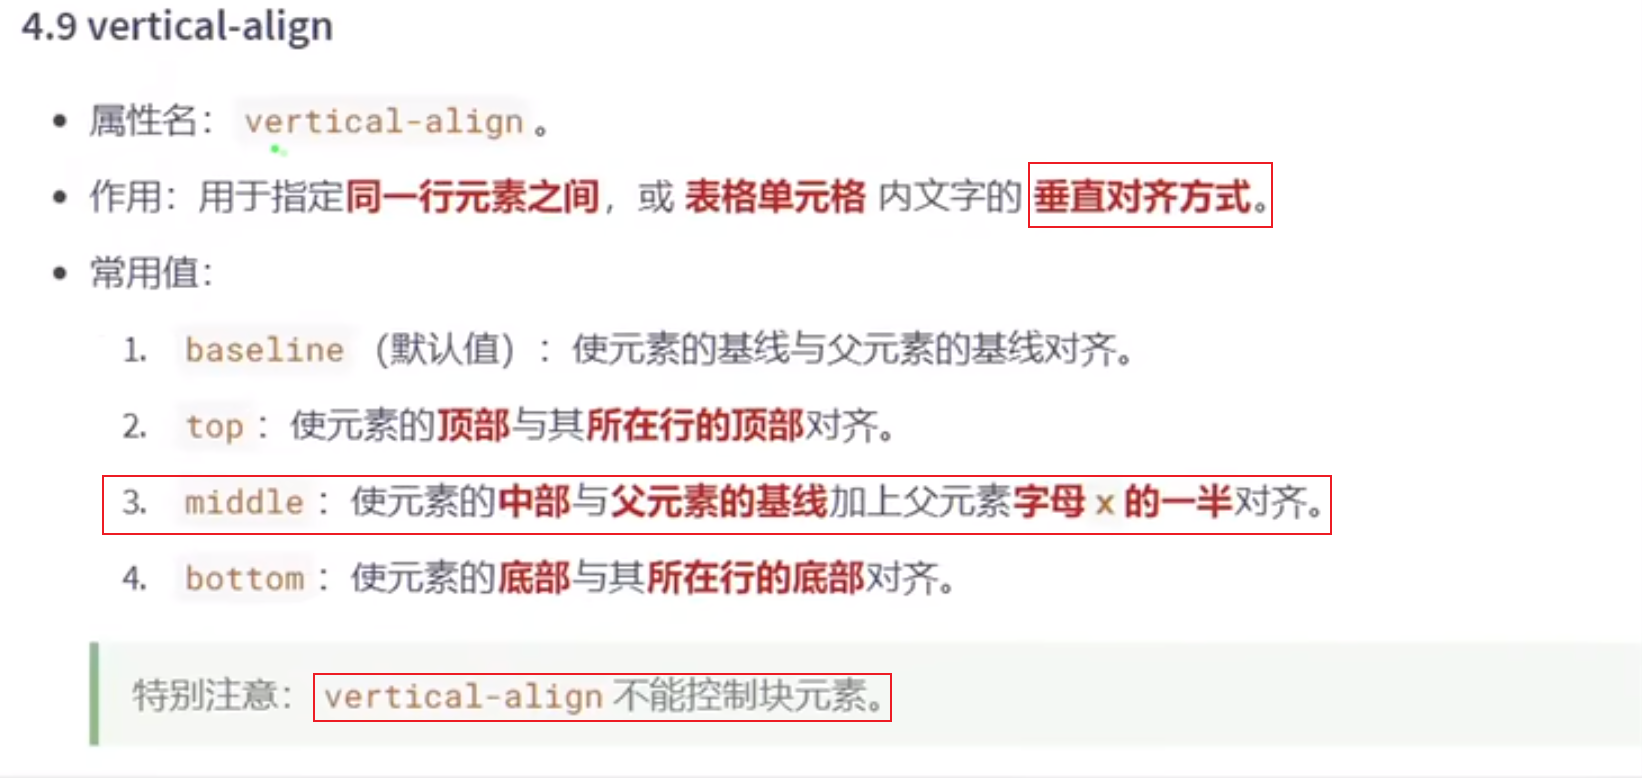 4.9 vertical-align
• 属性名：vertical-align。
• 作用：用于指定同一行元素之间，或 表格单元格 内文字的 垂直对齐方式。
• 常用值：
1. baseline（默认值）：使元素的基线与父元素的基线对齐。
2. top：使元素的顶部与其所在行的顶部对齐。
3. middle：使元素的中部与父元素的基线加上父元素字母 x 的一半对齐。
4. bottom：使元素的底部与其所在行的底部对齐。
特别注意：vertical-align 不能控制块元素。